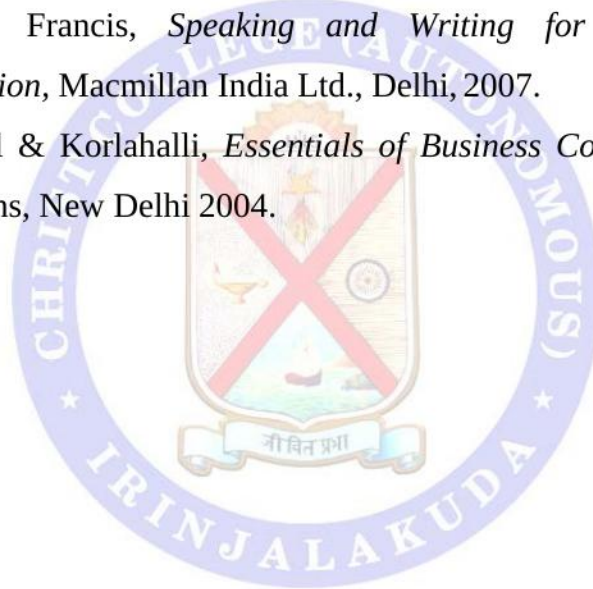 Francis, Speaking and Writing for
ion, Macmillan India Ltd., Delhi, 2007.
l & Korlahalli, Essentials of Business Co
ns, New Delhi 2004.
CHRIST COLLEGE (AUTONOMOUS)
जीवित प्रभा
★ IRINJALAKUDA ★